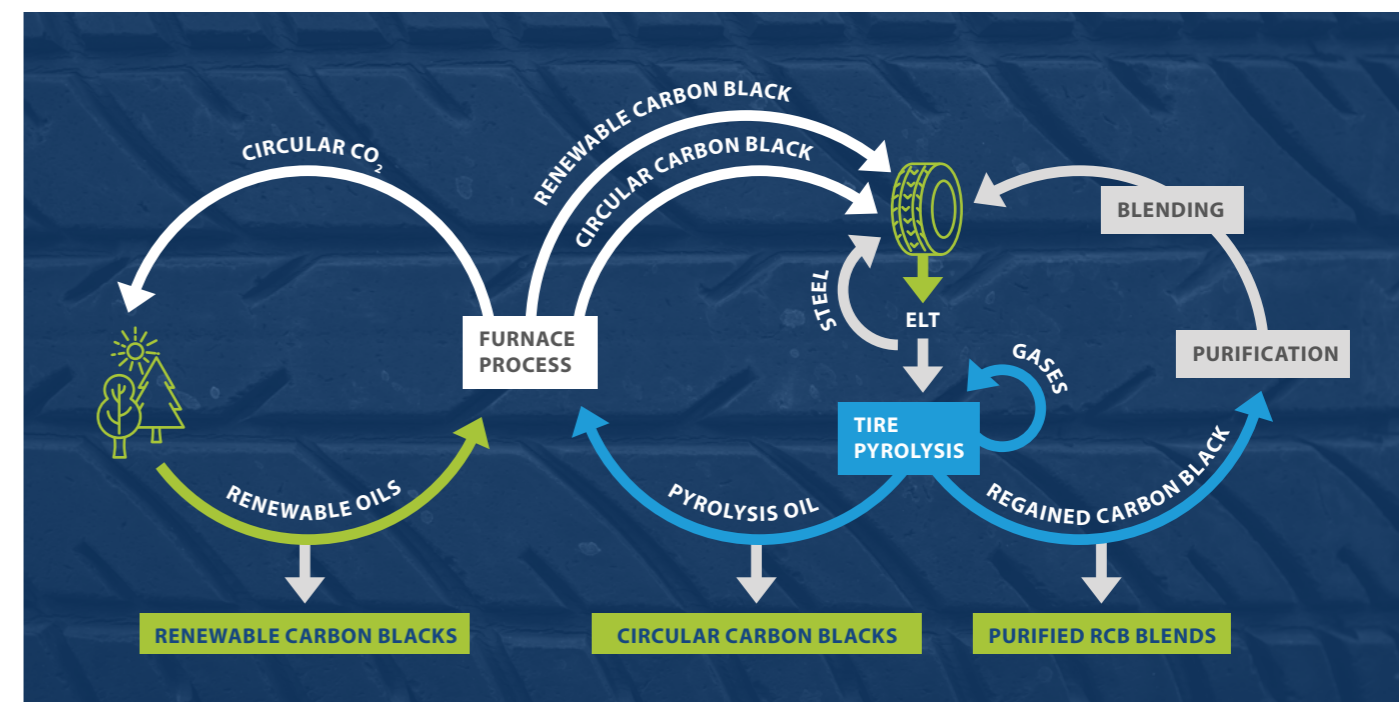 CIRCULAR CO₂
RENEWABLE CARBON BLACK
CIRCULAR CARBON BLACK
BLENDING
STEEL
ELT
FURNACE
PROCESS
GASES
PURIFICATION
TIRE
PYROLYSIS
RENEWABLE OILS
PYROLYSIS OIL
REGAINED CARBON BLACK
RENEWABLE CARBON BLACKS
CIRCULAR CARBON BLACKS
PURIFIED RCB BLENDS